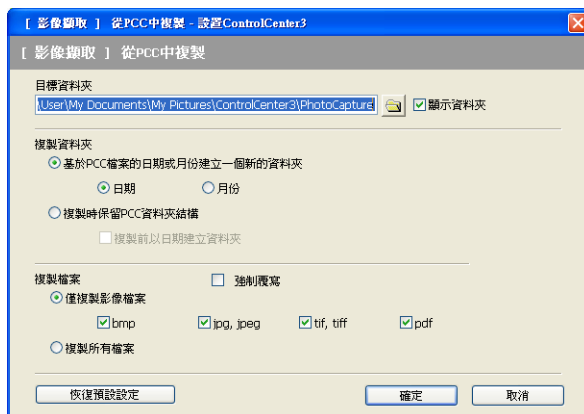 [ 影像擷取 ] 從PCC中複製 - 設置ControlCenter3
[ 影像擷取 ] 從PCC中複製
目標資料夾
\User\My Documents\My Pictures\ControlCenter3\PhotoCapture 顯示資料夾
複製資料夾
基於PCC檔案的日期或月份建立一個新的資料夾
日期 月份
複製時保留PCC資料夾結構
複製前以日期建立資料夾
複製檔案 強制覆寫
僅複製影像檔案
bmp jpg, jpeg tif, tiff pdf
複製所有檔案
恢復預設設定 確定 取消